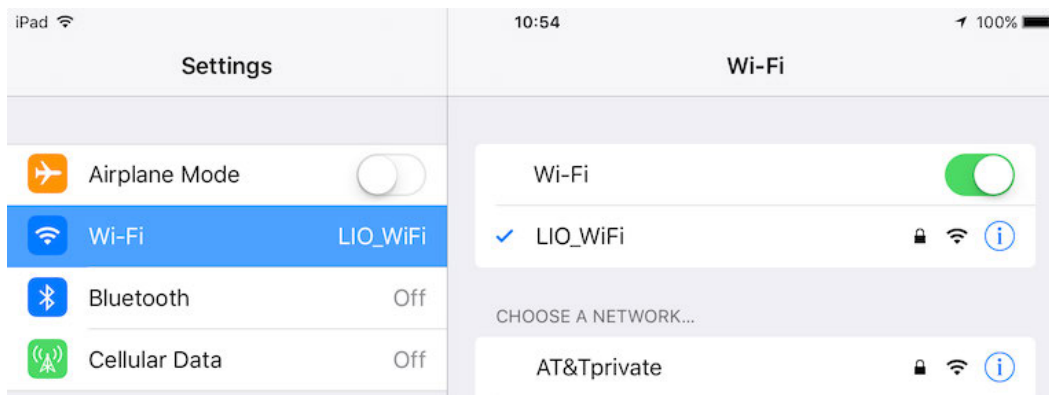 iPad 10:54 100%
Settings
Wi-Fi
Airplane Mode
Wi-Fi LIO_WiFi
Bluetooth Off
Cellular Data Off
Wi-Fi
LIO_WiFi
CHOOSE A NETWORK...
AT&Tprivate